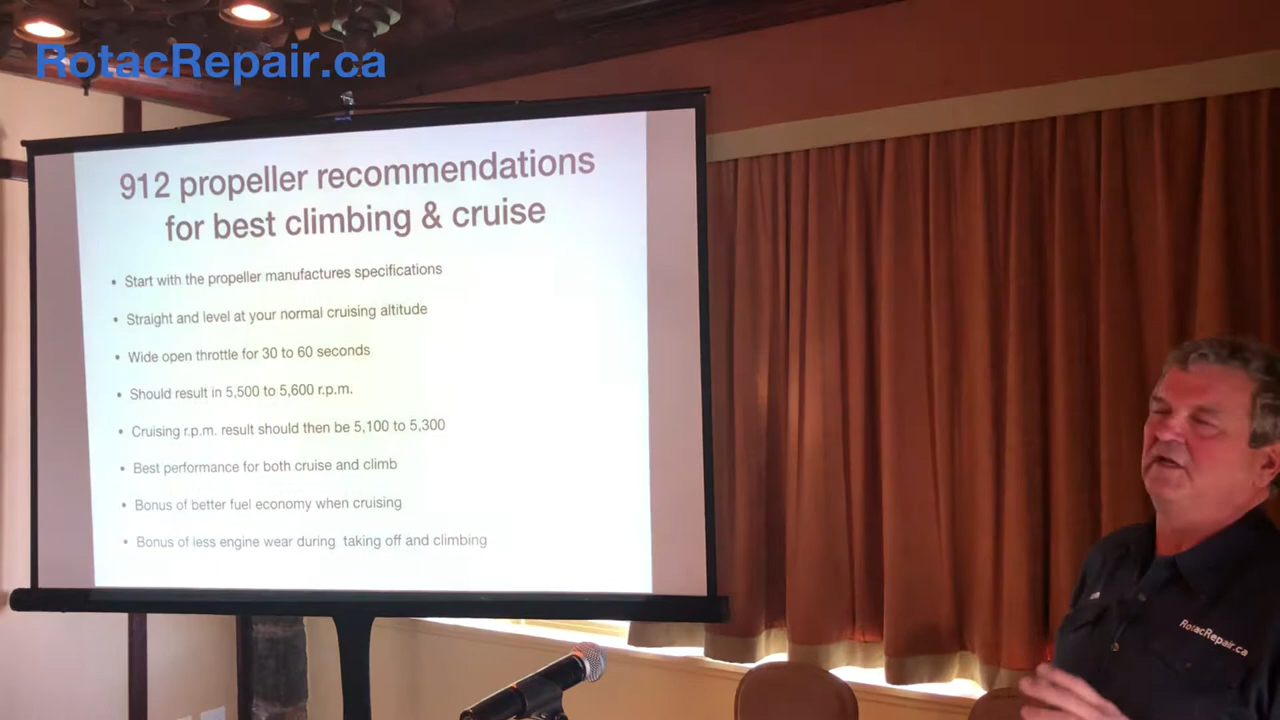 RotacRepair.ca
912 propeller recommendations
for best climbing & cruise
• Start with the propeller manufactures specifications
• Straight and level at your normal cruising altitude
• Wide open throttle for 30 to 60 seconds
• Should result in 5,500 to 5,600 r.p.m.
• Cruising r.p.m. result should then be 5,100 to 5,300
• Best performance for both cruise and climb
• Bonus of better fuel economy when cruising
• Bonus of less engine wear during taking off and climbing
RotacRepair.ca